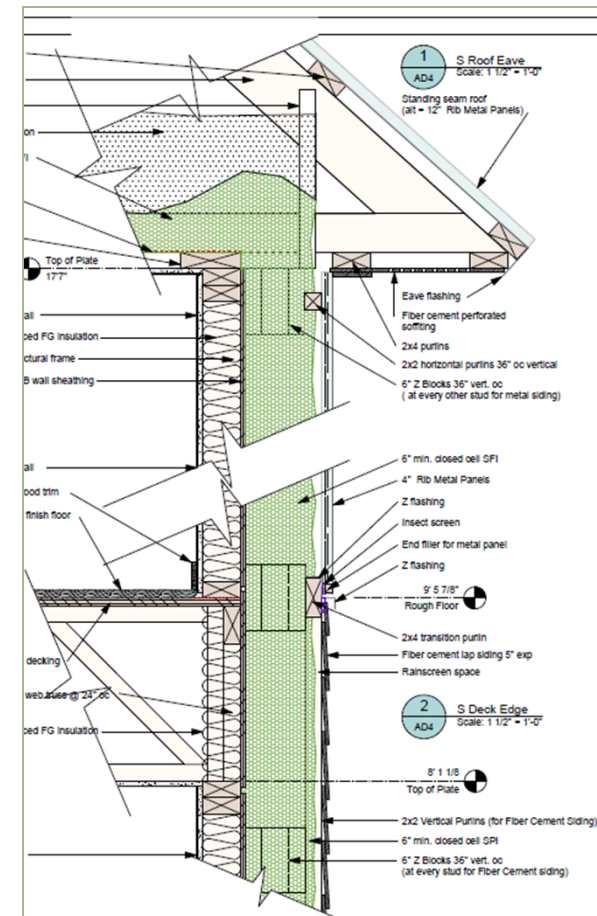 1
AD4
S Roof Eave
Scale: 1 1/2" = 1'-0"
Standing seam roof
(alt = 12" Rib Metal Panels)
Top of Plate
17'7"
Eave flashing
Fiber cement perforated
soffiting
2x4 purlins
2x2 horizontal purlins 36" oc vertical
6" Z Blocks 36" vert. oc
( at every other stud for metal siding)
all
ced FG insulation
ctural frame
B wall sheathing
all
ood trim
finish floor
6" min. closed cell SFI
4" Rib Metal Panels
Z flashing
Insect screen
End filler for metal panel
Z flashing
9' 5 7/8"
Rough Floor
2x4 transition purlin
Fiber cement lap siding 5" exp
Rainscreen space
decking
web truss @ 24" oc
ced FG insulation
2
AD4
S Deck Edge
Scale: 1 1/2" = 1'-0"
8' 1 1/8
Top of Plate
2x2 Vertical Purlins (for Fiber Cement Siding)
6" min. closed cell SPI
6" Z Blocks 36" vert. oc
(at every stud for Fiber Cement siding)